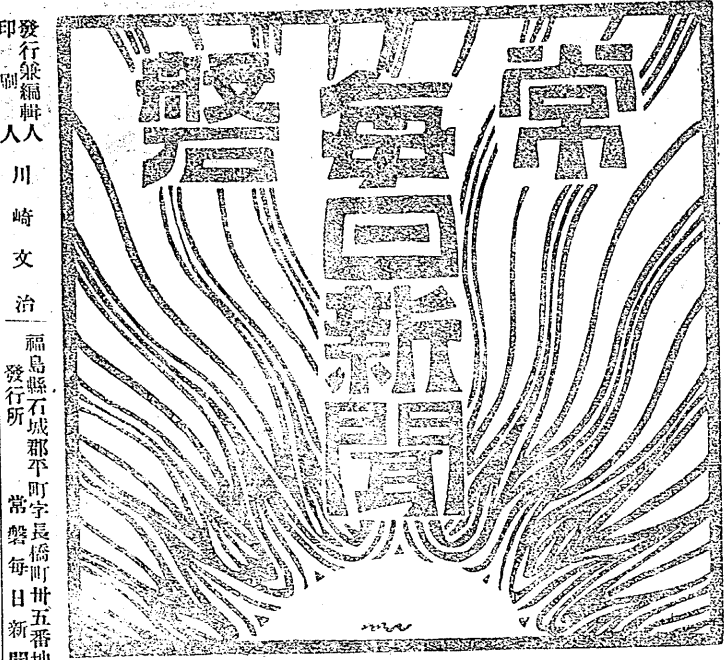 常磐
毎日新聞
發行兼編輯人
印刷人
川崎文治
福島縣石城郡平町字長橋町卅五番地
發行所
常磐毎日新聞